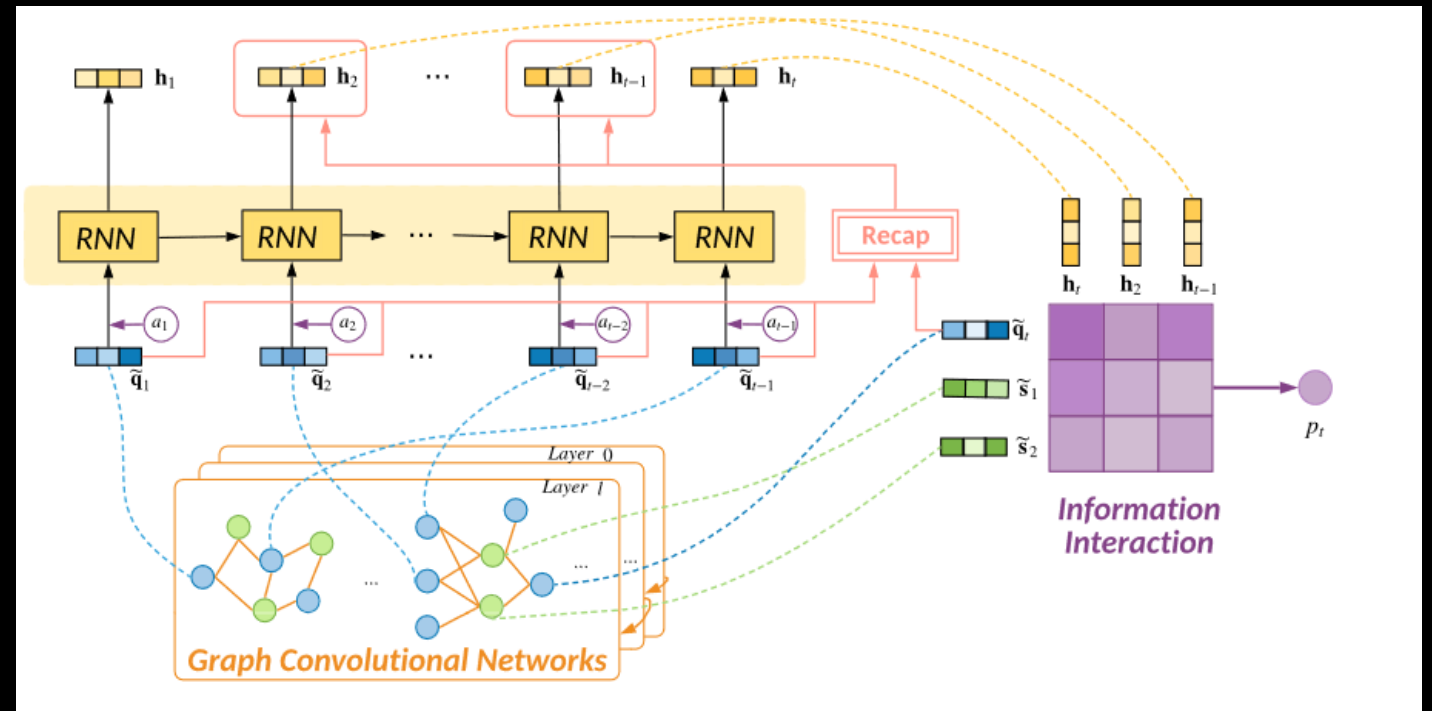 h₁
h₂
...
hₜ₋₁
hₜ
RNN
RNN
...
RNN
RNN
Recap
hₜ
h₂
hₜ₋₁
a₁
a₂
aₜ₋₂
aₜ₋₁
q̃₁
q̃₂
...
q̃ₜ₋₂
q̃ₜ₋₁
q̃ₜ
s̃₁
s̃₂
pₜ
Layer 0
Layer l
...
...
...
Graph Convolutional Networks
Information
Interaction